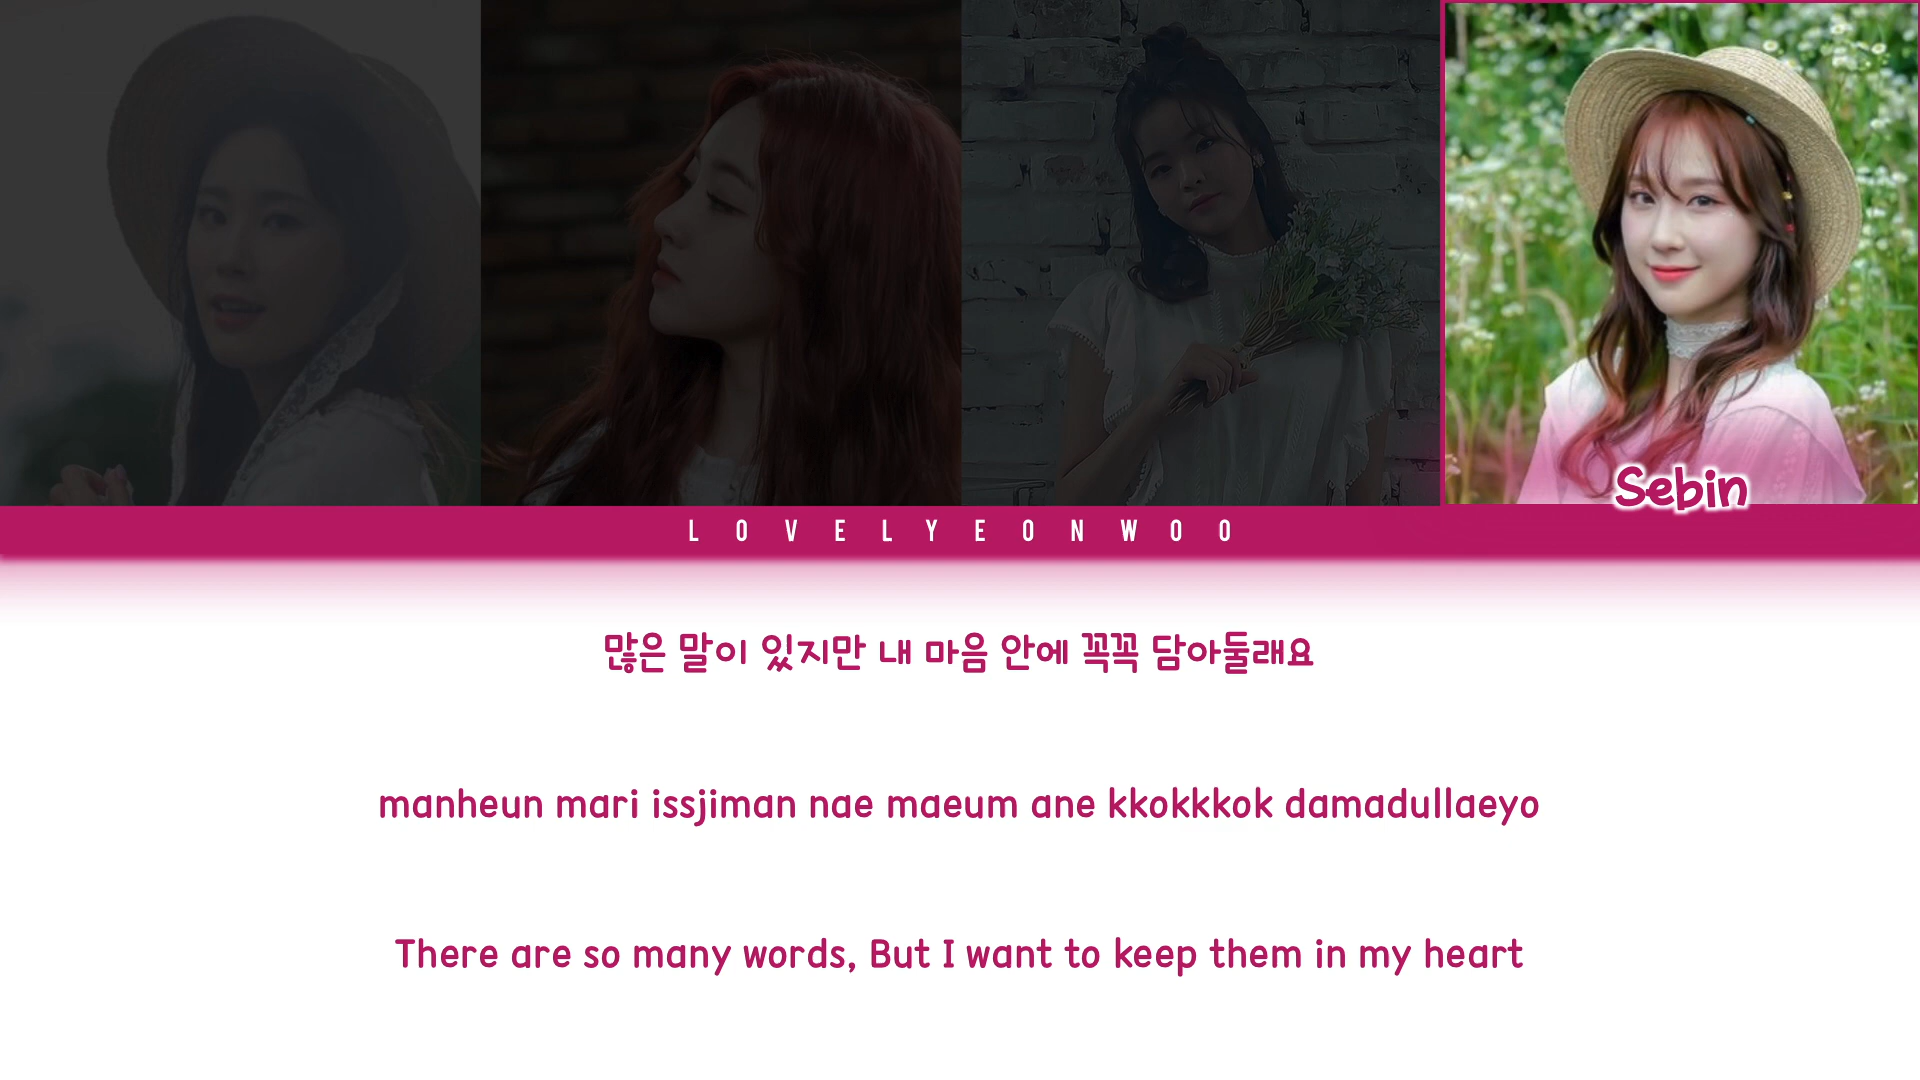 Sebin
LOVELYEONWOO
많은 말이 있지만 내 마음 안에 꼭꼭 담아둘래요
manheun mari issjiman nae maeum ane kkokkkok damadullaeyo
There are so many words, But I want to keep them in my heart